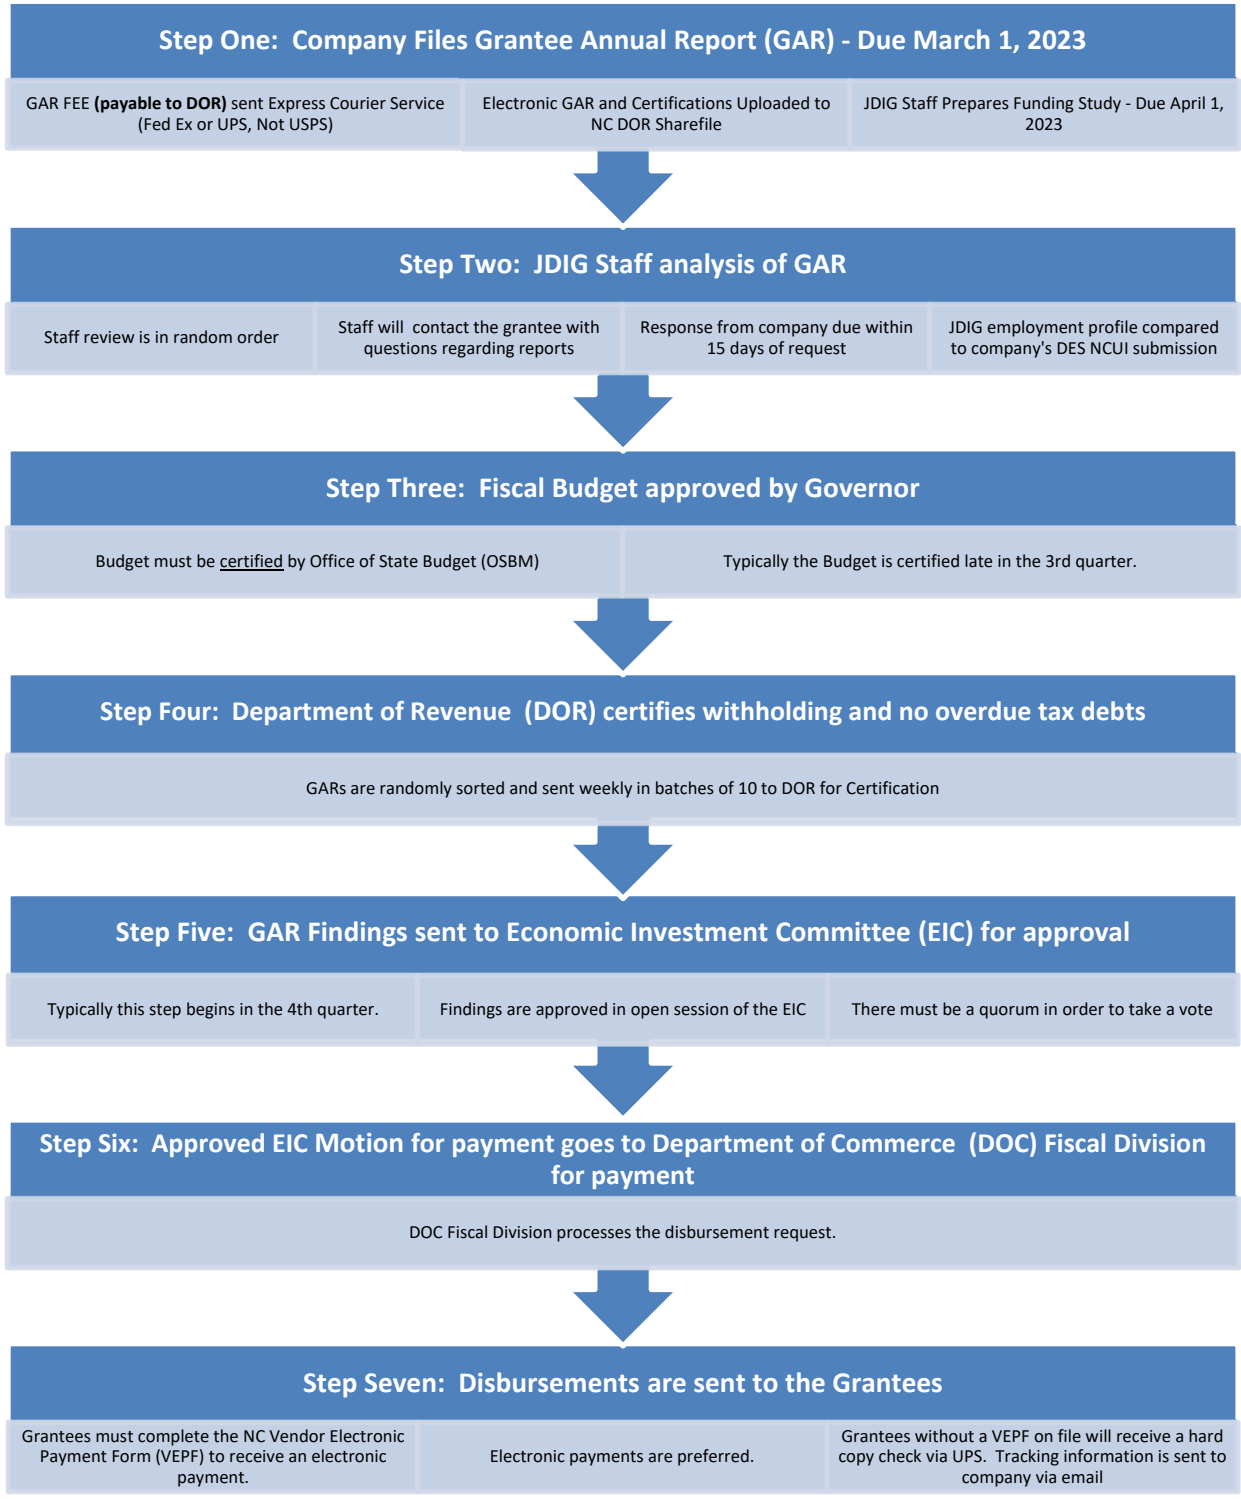 Step One: Company Files Grantee Annual Report (GAR) - Due March 1, 2023
GAR FEE (payable to DOR) sent Express Courier Service
(Fed Ex or UPS, Not USPS)
Electronic GAR and Certifications Uploaded to
NC DOR Sharefile
JDIG Staff Prepares Funding Study - Due April 1,
2023
Step Two: JDIG Staff analysis of GAR
Staff review is in random order
Staff will contact the grantee with
questions regarding reports
Response from company due within
15 days of request
JDIG employment profile compared
to company's DES NCUI submission
Step Three: Fiscal Budget approved by Governor
Budget must be certified by Office of State Budget (OSBM)
Typically the Budget is certified late in the 3rd quarter.
Step Four: Department of Revenue (DOR) certifies withholding and no overdue tax debts
GARs are randomly sorted and sent weekly in batches of 10 to DOR for Certification
Step Five: GAR Findings sent to Economic Investment Committee (EIC) for approval
Typically this step begins in the 4th quarter.
Findings are approved in open session of the EIC
There must be a quorum in order to take a vote
Step Six: Approved EIC Motion for payment goes to Department of Commerce (DOC) Fiscal Division
for payment
DOC Fiscal Division processes the disbursement request.
Step Seven: Disbursements are sent to the Grantees
Grantees must complete the NC Vendor Electronic
Payment Form (VEPF) to receive an electronic
payment.
Electronic payments are preferred.
Grantees without a VEPF on file will receive a hard
copy check via UPS. Tracking information is sent to
company via email